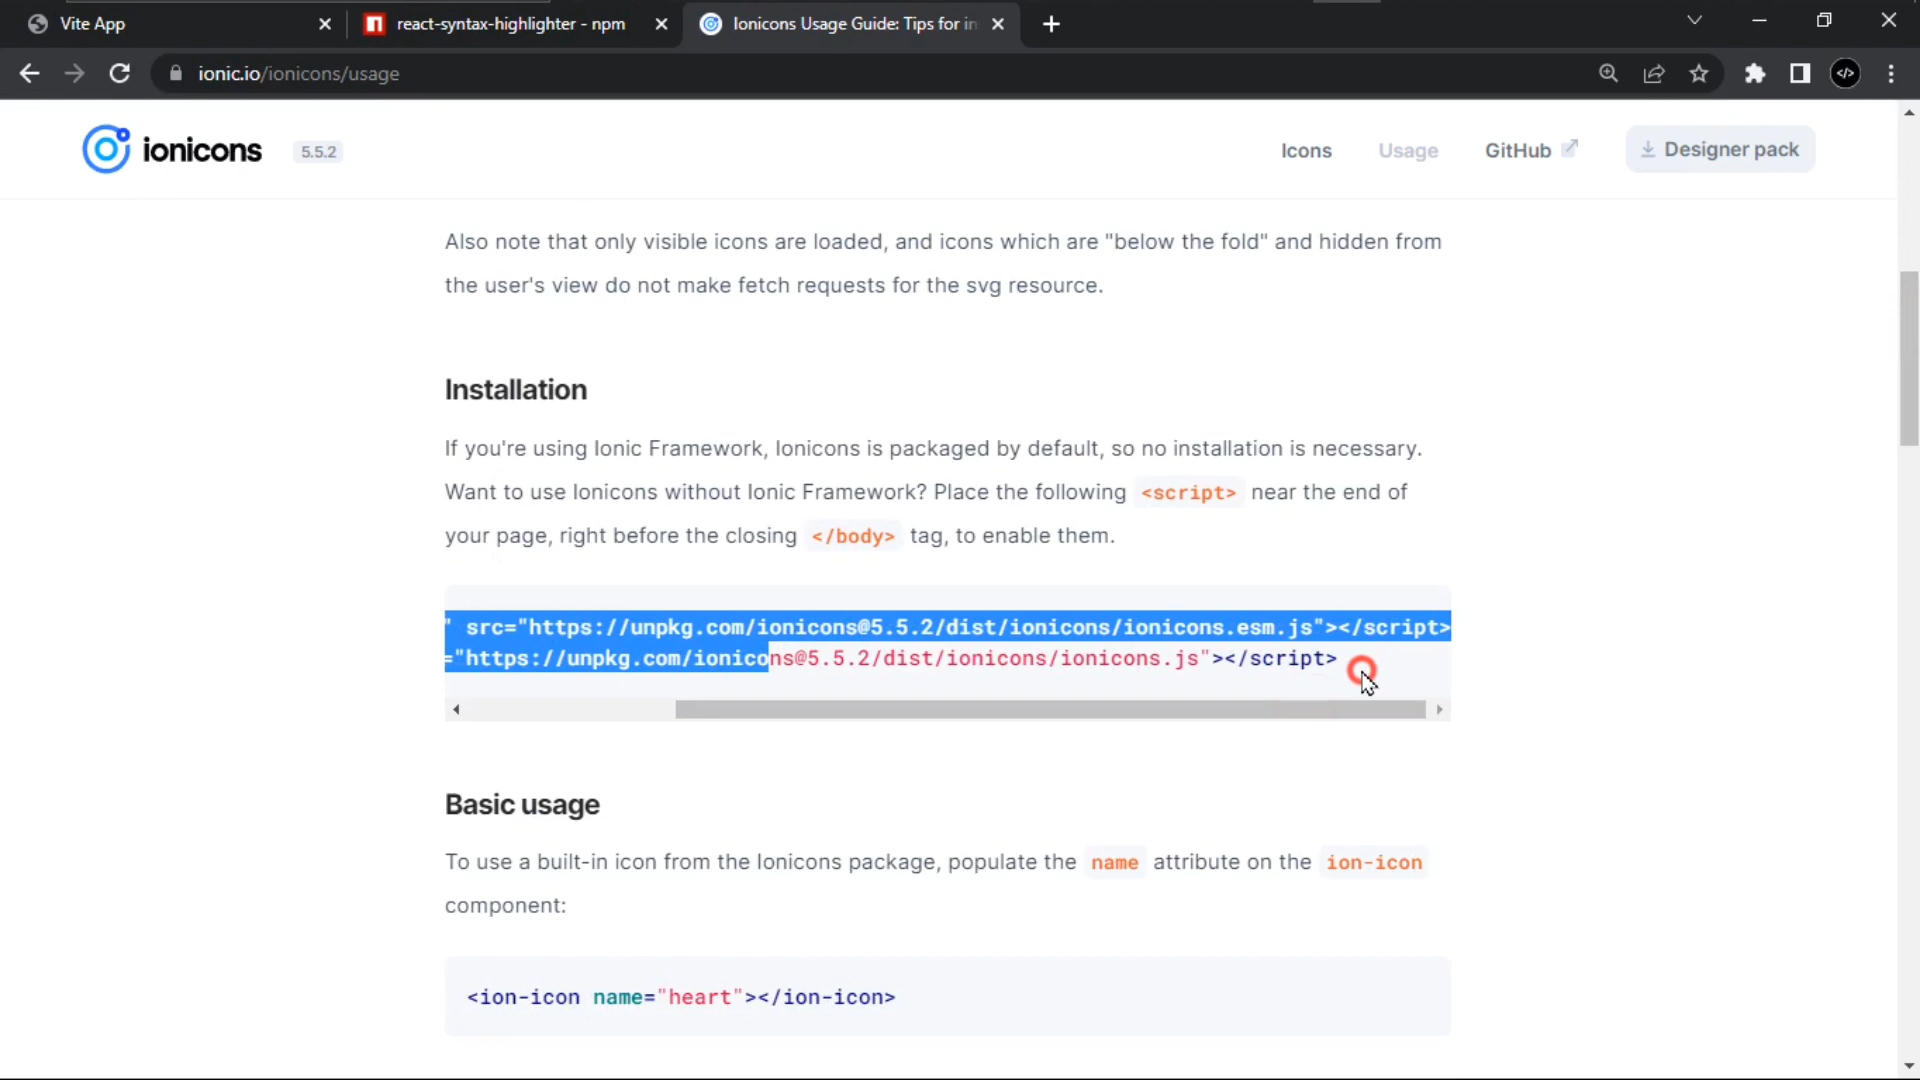 Vite App
react-syntax-highlighter - npm
Ionicons Usage Guide: Tips for in
ionic.io/ionicons/usage
ionicons
5.5.2
Icons
Usage
GitHub
Designer pack
Also note that only visible icons are loaded, and icons which are "below the fold" and hidden from
the user's view do not make fetch requests for the svg resource.
Installation
If you're using Ionic Framework, Ionicons is packaged by default, so no installation is necessary.
Want to use Ionicons without Ionic Framework? Place the following <script> near the end of
your page, right before the closing </body> tag, to enable them.
" src="https://unpkg.com/ionicons@5.5.2/dist/ionicons/ionicons.esm.js"></script>
="https://unpkg.com/ionicons@5.5.2/dist/ionicons/ionicons.js"></script>
Basic usage
To use a built-in icon from the Ionicons package, populate the name attribute on the ion-icon
component:
<ion-icon name="heart"></ion-icon>